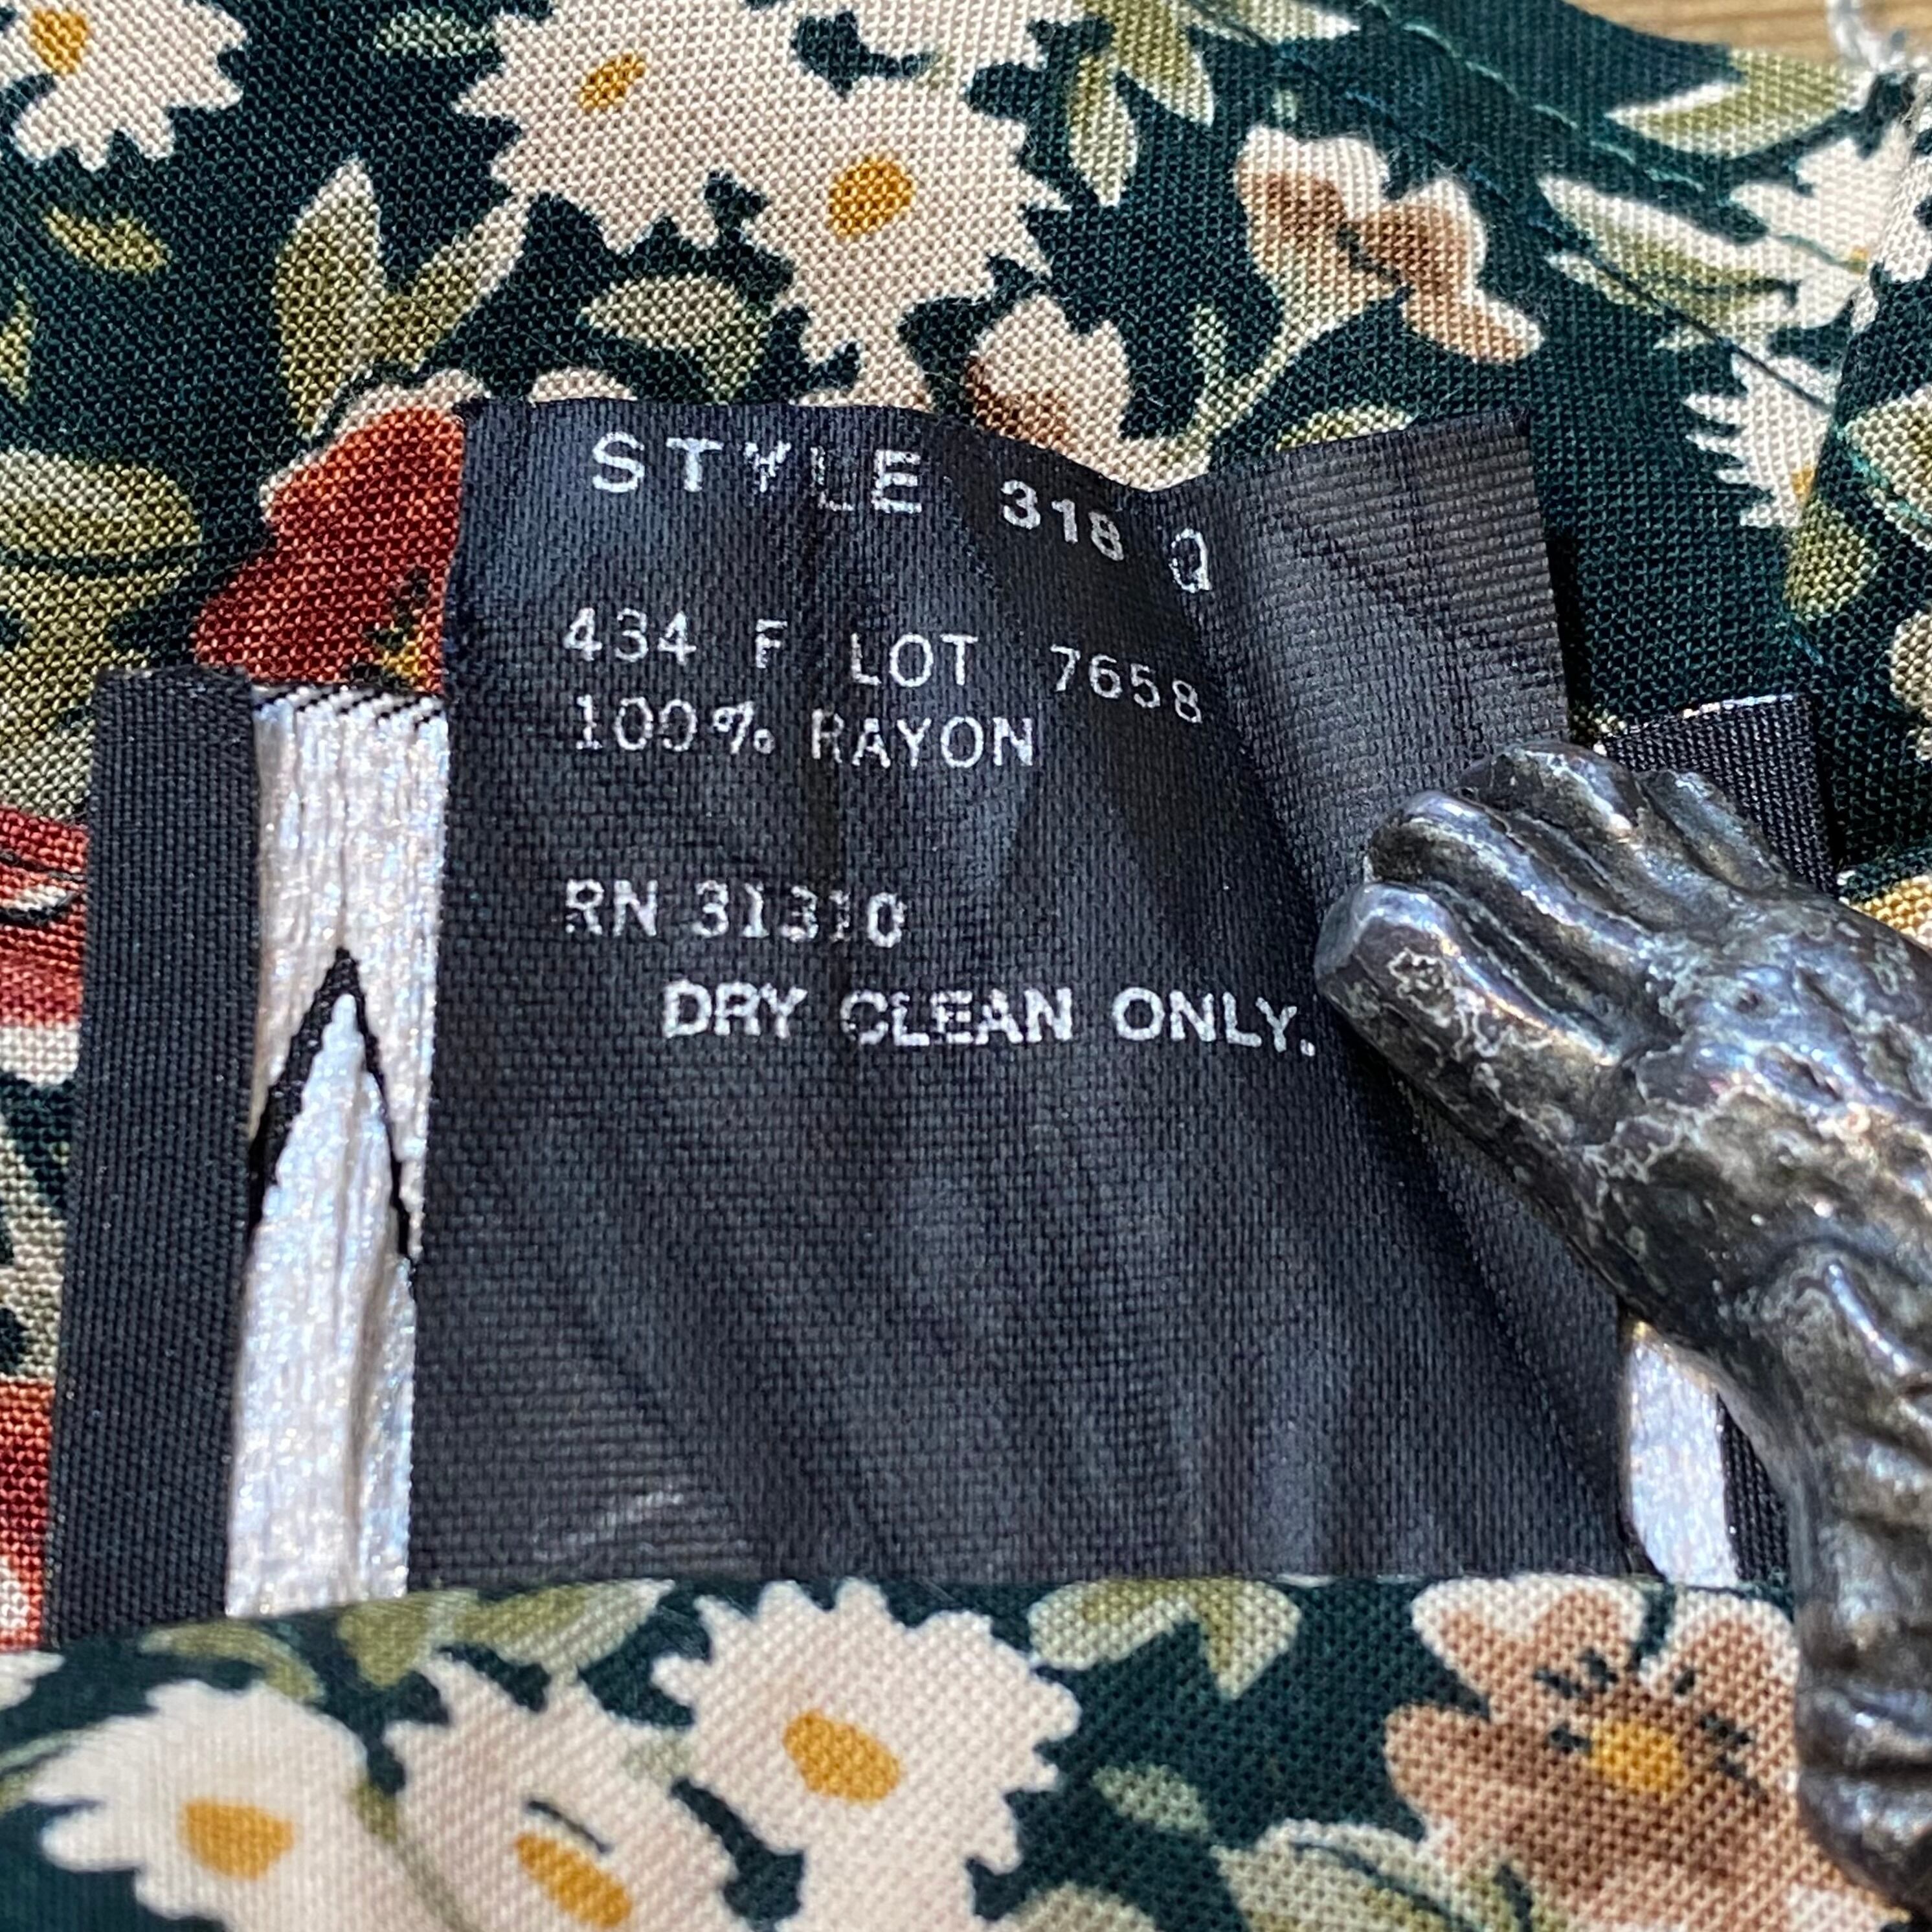 STYLE 318 Q
434 F LOT 7658
100% RAYON
RN 31310
DRY CLEAN ONLY.